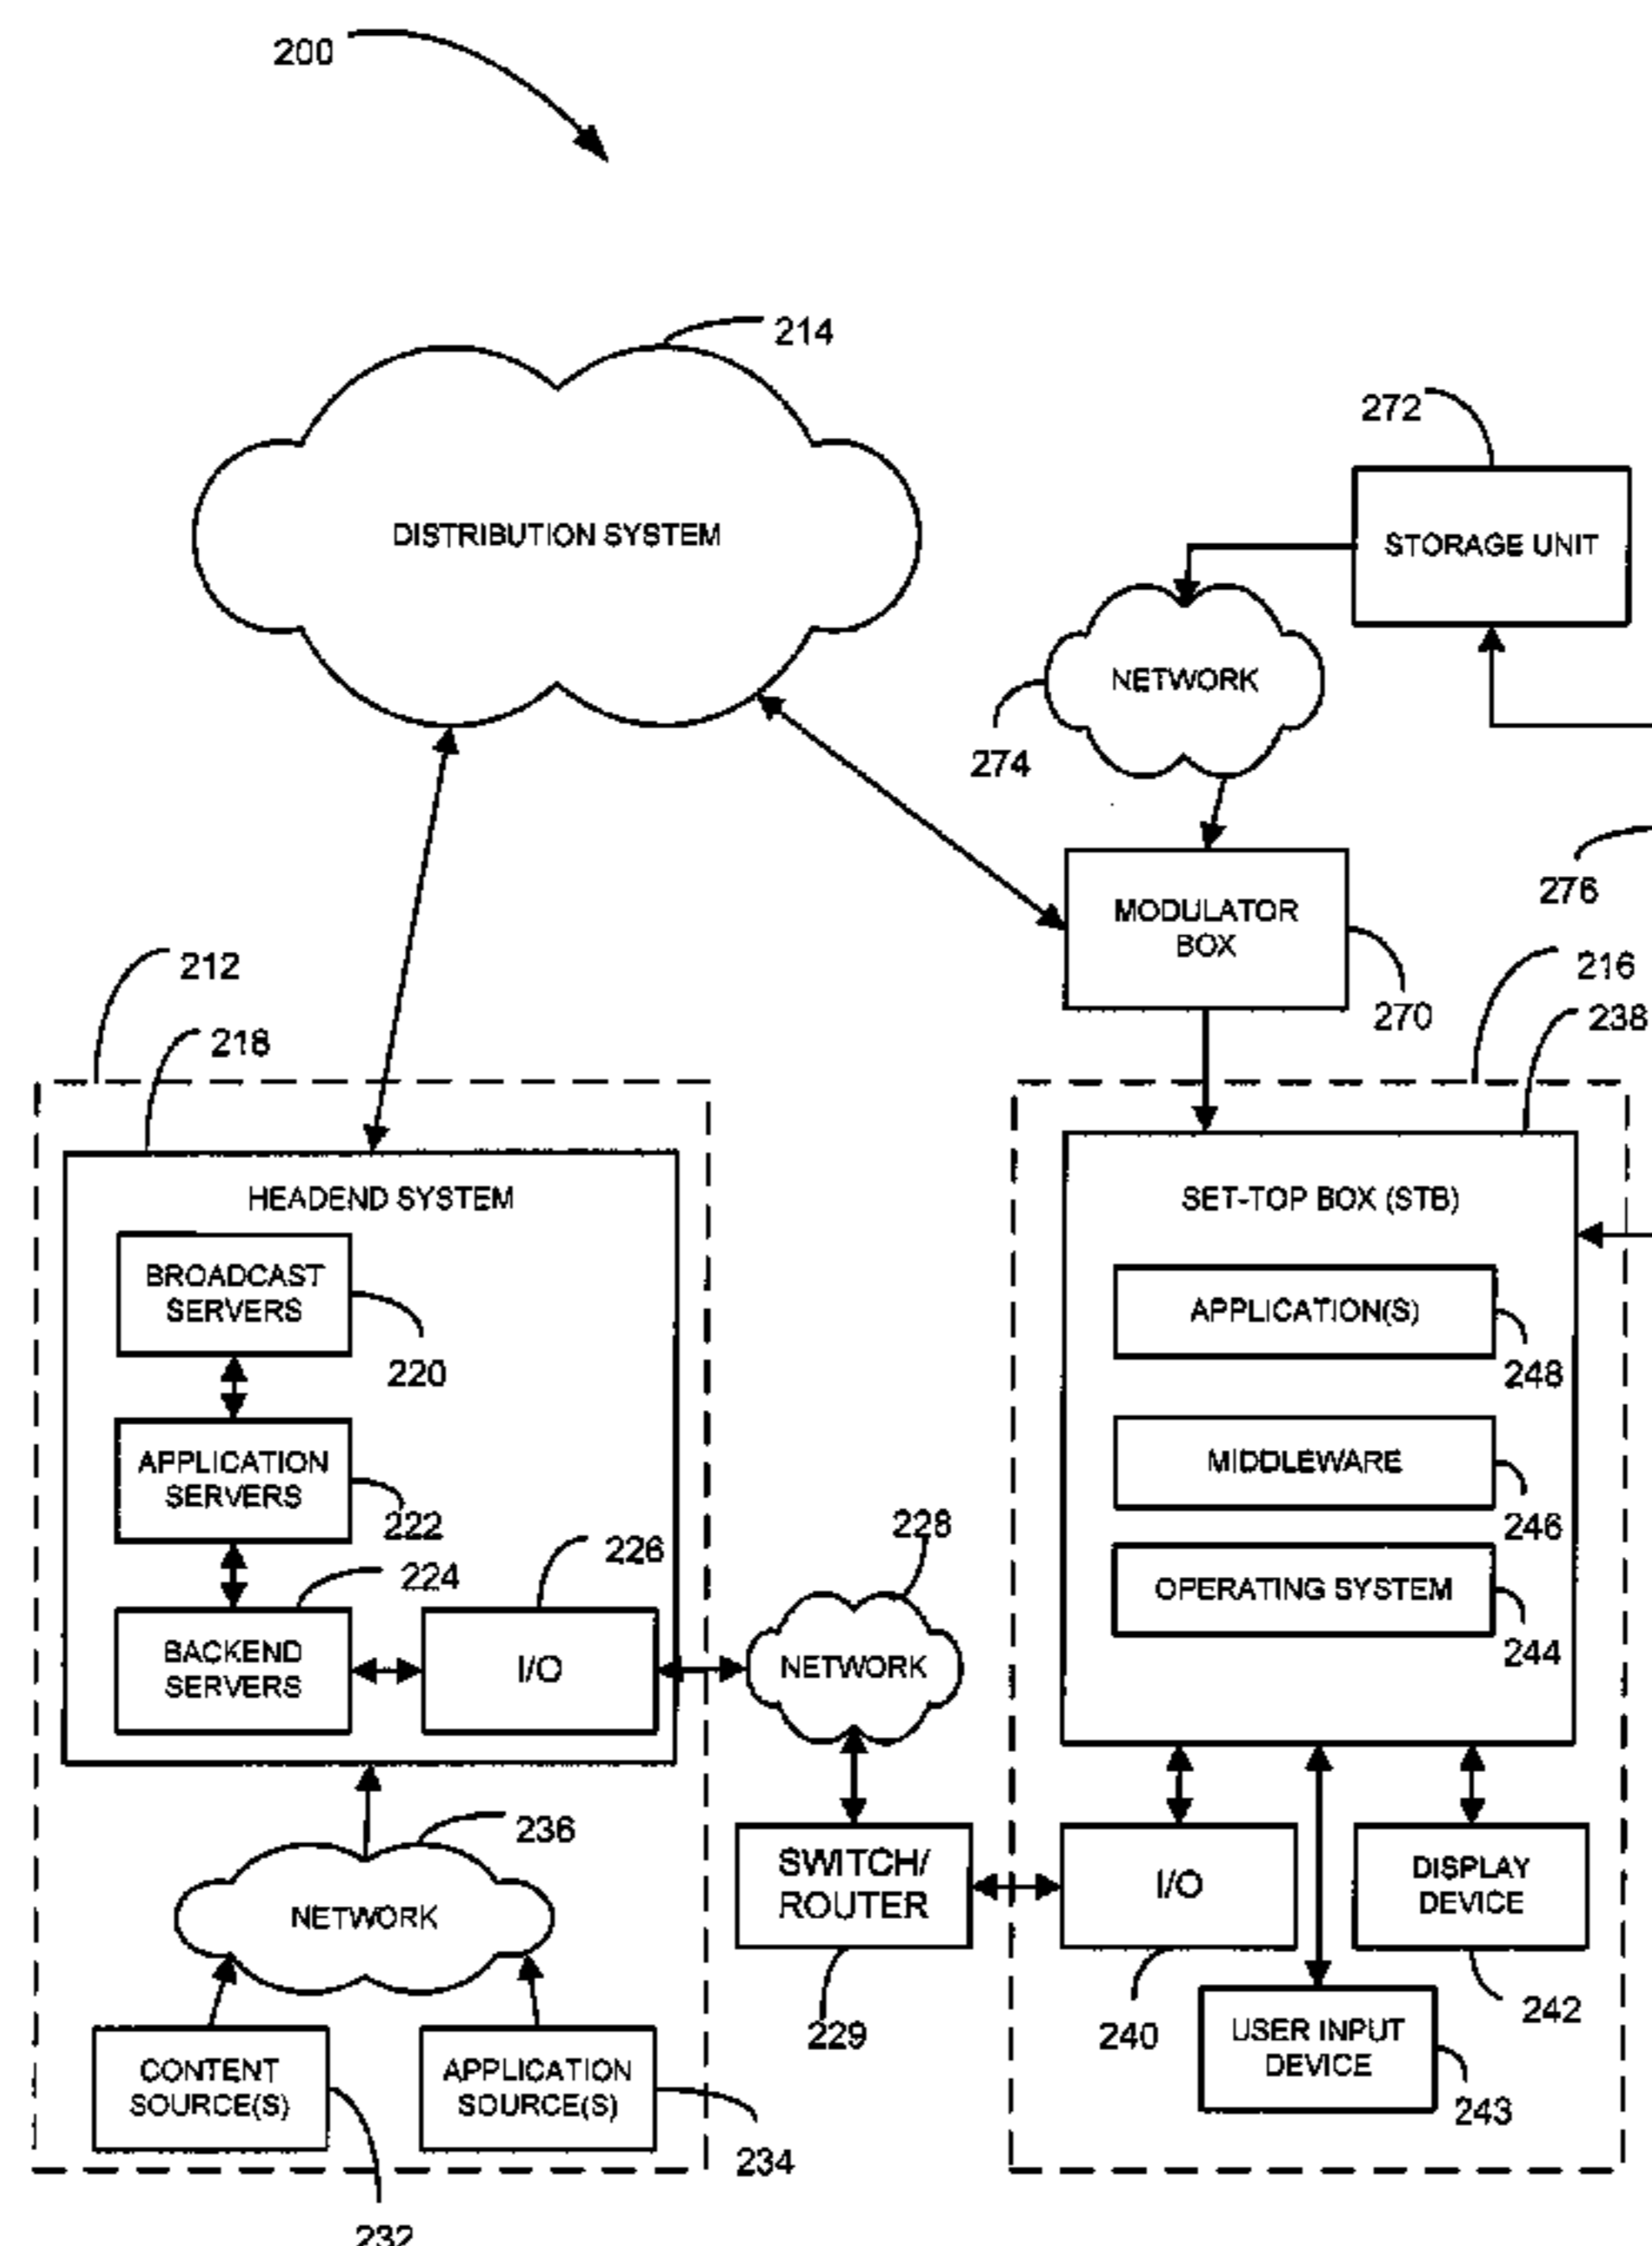 200
214
DISTRIBUTION SYSTEM
272
STORAGE UNIT
NETWORK
274
276
MODULATOR
BOX
270
212
218
216
238
HEADEND SYSTEM
BROADCAST
SERVERS
220
APPLICATION
SERVERS
222
224
226
BACKEND
SERVERS
I/O
228
NETWORK
SET-TOP BOX (STB)
APPLICATION(S)
248
MIDDLEWARE
246
OPERATING SYSTEM
244
236
NETWORK
SWITCH/
ROUTER
229
I/O
240
DISPLAY
DEVICE
242
USER INPUT
DEVICE
243
CONTENT
SOURCE(S)
232
APPLICATION
SOURCE(S)
234